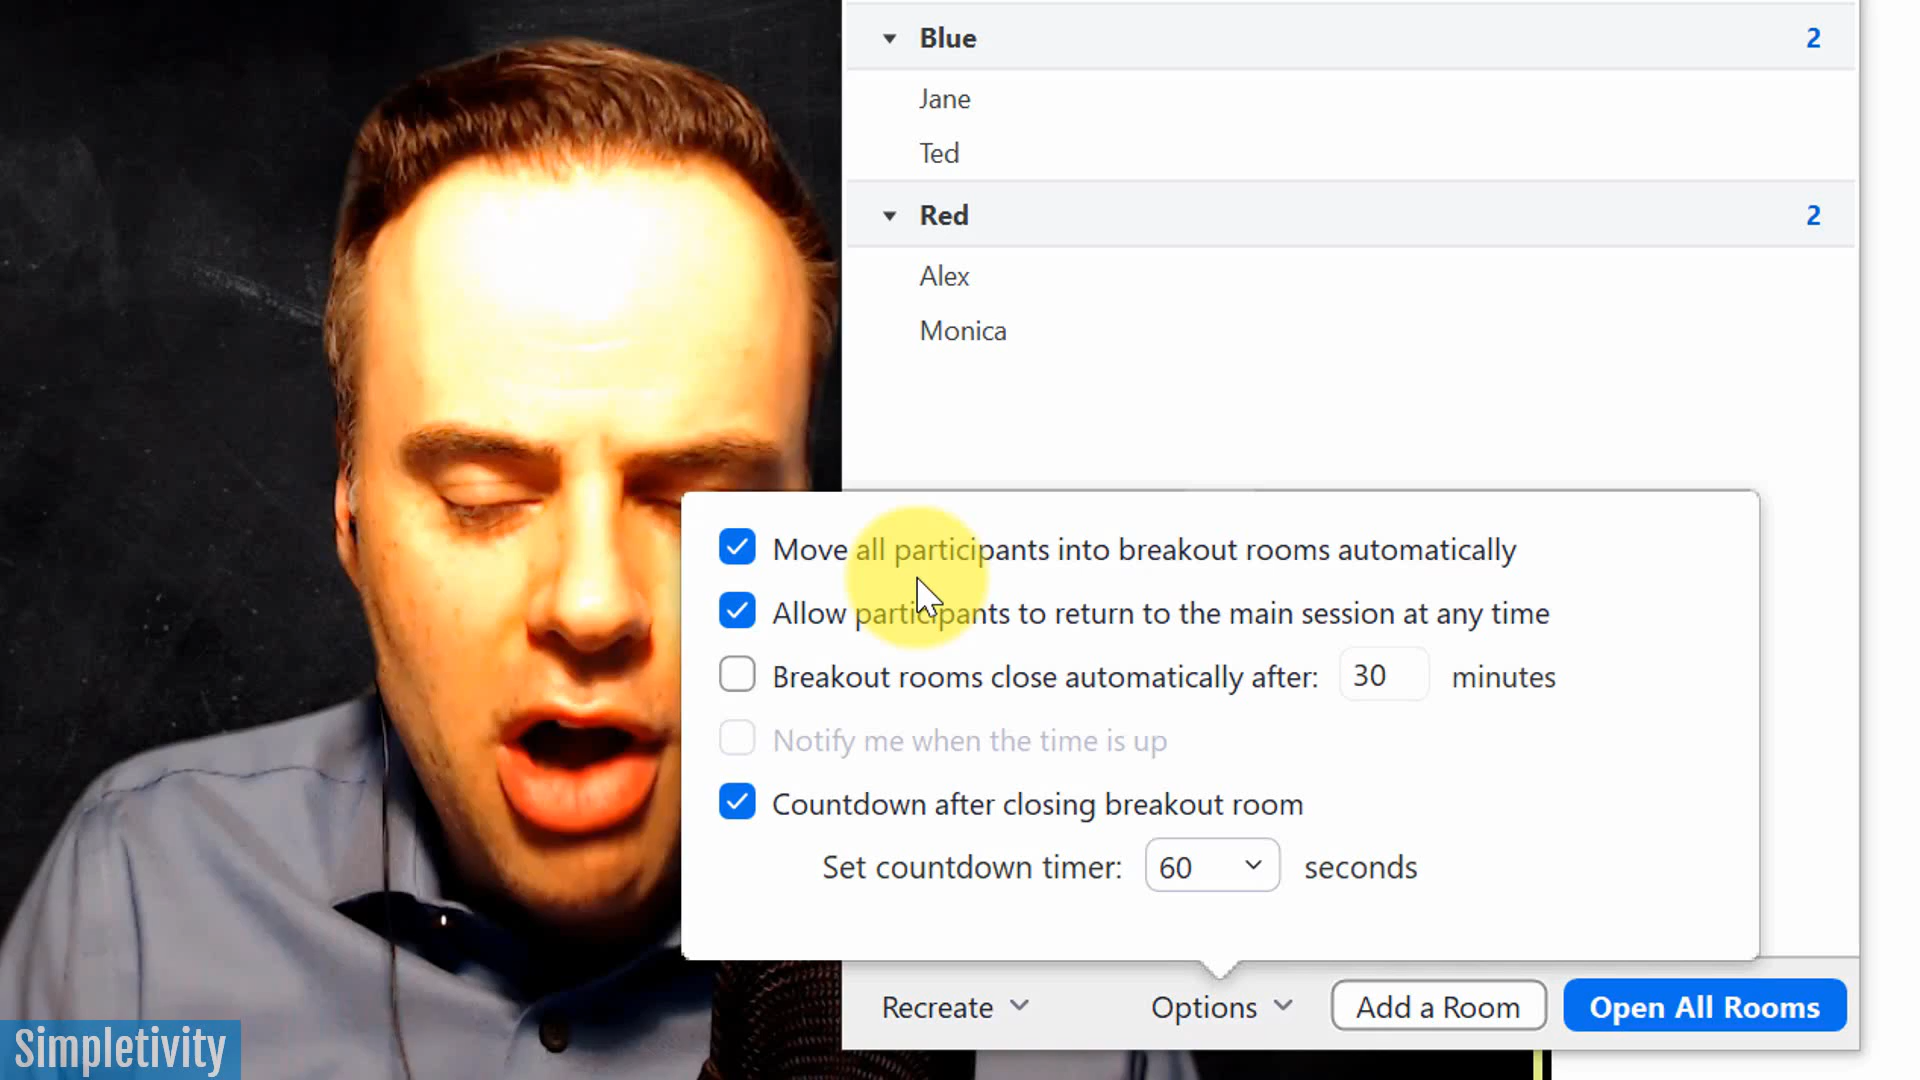 Blue 2
Jane
Ted
Red 2
Alex
Monica
Move all participants into breakout rooms automatically
Allow participants to return to the main session at any time
Breakout rooms close automatically after: 30 minutes
Notify me when the time is up
Countdown after closing breakout room
Set countdown timer: 60 seconds
Recreate Options Add a Room Open All Rooms
Simpletivity